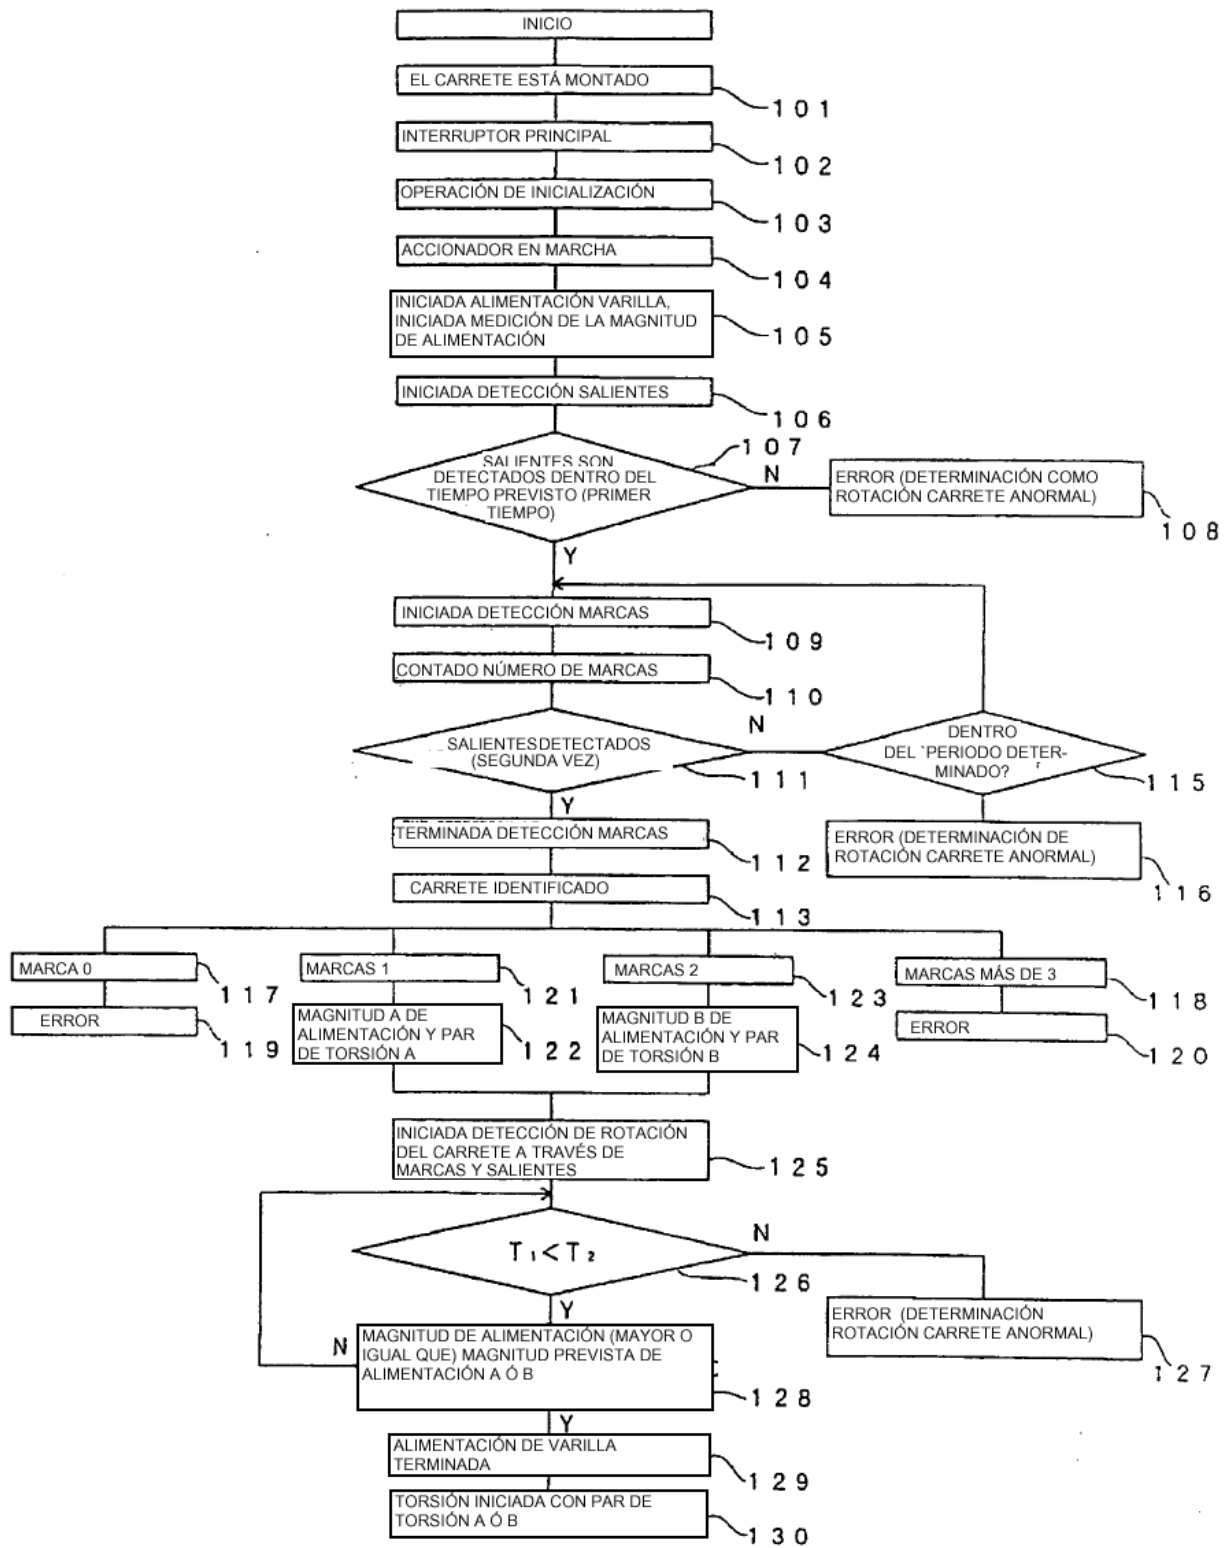 INICIO
EL CARRETE ESTÁ MONTADO
101
INTERRUPTOR PRINCIPAL
102
OPERACIÓN DE INICIALIZACIÓN
103
ACCIONADOR EN MARCHA
104
INICIADA ALIMENTACIÓN VARILLA,
INICIADA MEDICIÓN DE LA MAGNITUD
DE ALIMENTACIÓN
105
INICIADA DETECCIÓN SALIENTES
106
SALIENTES SON
DETECTADOS DENTRO DEL
TIEMPO PREVISTO (PRIMER
TIEMPO)
107
N
ERROR (DETERMINACIÓN COMO
ROTACIÓN CARRETE ANORMAL)
108
Y
INICIADA DETECCIÓN MARCAS
109
CONTADO NÚMERO DE MARCAS
110
SALIENTES DETECTADOS
(SEGUNDA VEZ)
111
N
DENTRO
DEL `PERIODO DETER-
MINADO?
115
Y
TERMINADA DETECCIÓN MARCAS
112
ERROR (DETERMINACIÓN DE
ROTACIÓN CARRETE ANORMAL)
116
CARRETE IDENTIFICADO
113
MARCA 0
117
MARCAS 1
121
MARCAS 2
123
MARCAS MÁS DE 3
118
ERROR
119
MAGNITUD A DE
ALIMENTACIÓN Y PAR
DE TORSIÓN A
122
MAGNITUD B DE
ALIMENTACIÓN Y PAR
DE TORSIÓN B
124
ERROR
120
INICIADA DETECCIÓN DE ROTACIÓN
DEL CARRETE A TRAVÉS DE
MARCAS Y SALIENTES
125
T₁<T₂
126
N
ERROR (DETERMINACIÓN
ROTACIÓN CARRETE ANORMAL)
127
Y
MAGNITUD DE ALIMENTACIÓN (MAYOR O
IGUAL QUE) MAGNITUD PREVISTA DE
ALIMENTACIÓN A Ó B
128
N
Y
ALIMENTACIÓN DE VARILLA
TERMINADA
129
TORSIÓN INICIADA CON PAR DE
TORSIÓN A Ó B
130